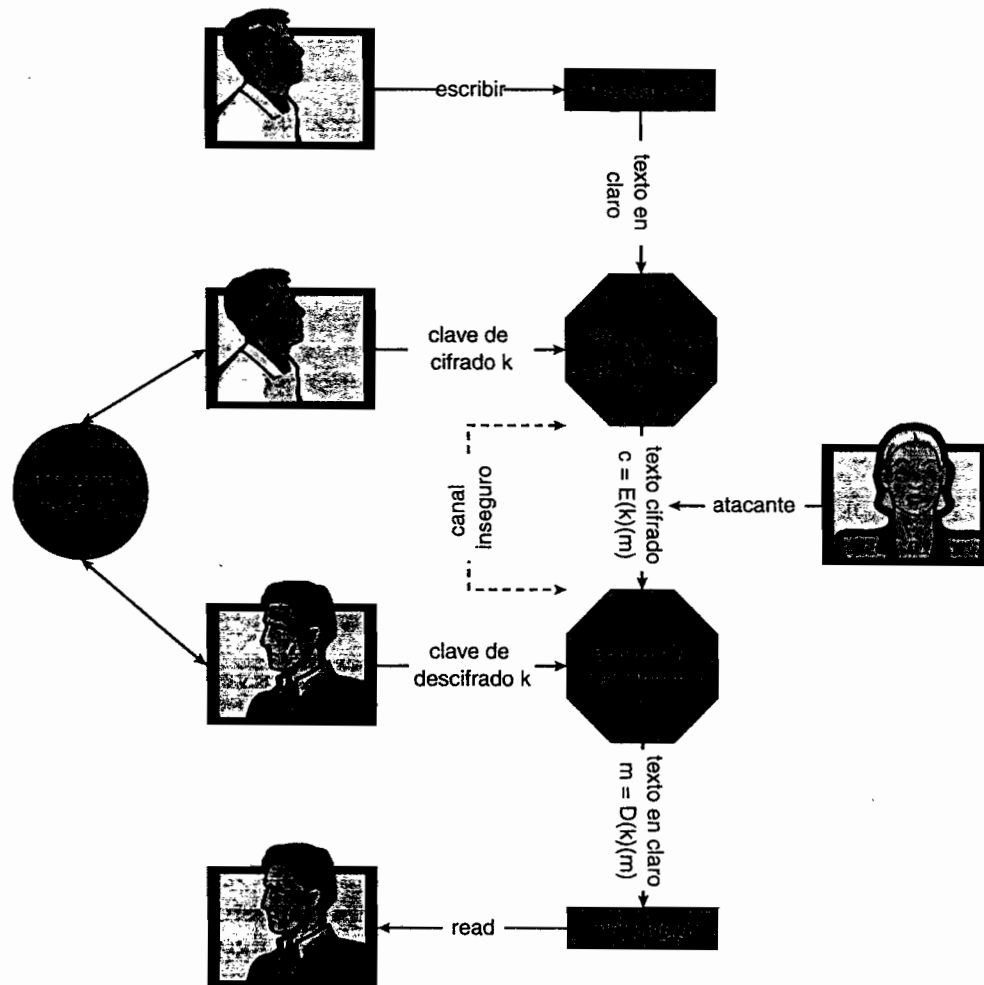 escribir
texto en
claro
clave de
cifrado k
canal
inseguro
texto cifrado
c = E(k)(m)
atacante
clave de
descifrado k
texto en claro
m = D(k)(m)
read